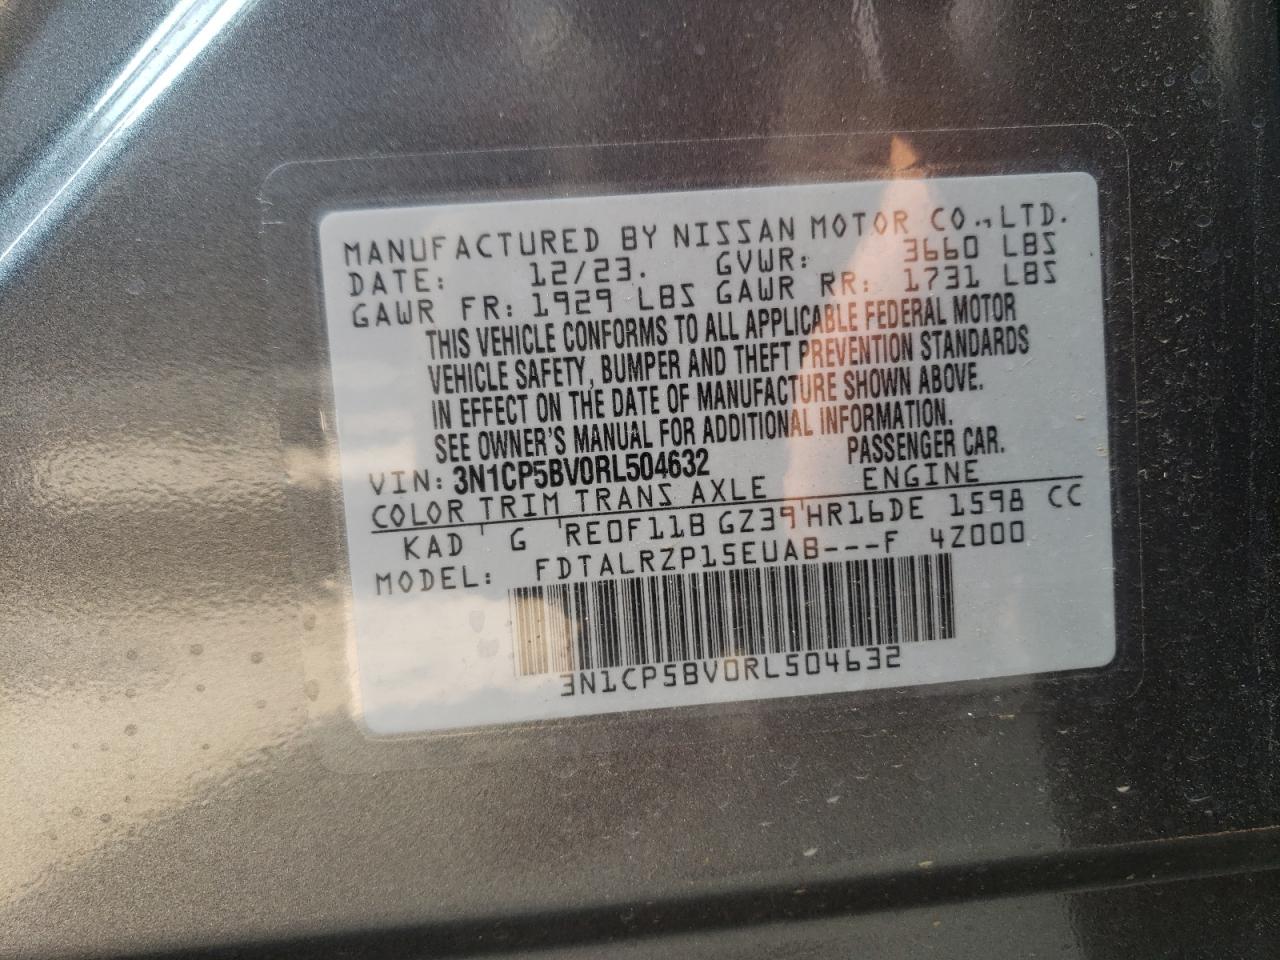 MANUFACTURED BY NISSAN MOTOR CO.,LTD.
DATE: 12/23. GVWR: 3660 LBS
GAWR FR: 1929 LBS GAWR RR: 1731 LBS
THIS VEHICLE CONFORMS TO ALL APPLICABLE FEDERAL MOTOR
VEHICLE SAFETY, BUMPER AND THEFT PREVENTION STANDARDS
IN EFFECT ON THE DATE OF MANUFACTURE SHOWN ABOVE.
SEE OWNER'S MANUAL FOR ADDITIONAL INFORMATION.
VIN: 3N1CP5BV0RL504632 PASSENGER CAR.
COLOR TRIM TRANS AXLE ENGINE
KAD G RE0F11B GZ39 HR16DE 1598 CC
MODEL: FDTALRZP15EUAB---F 4Z000
3N1CP5BV0RL504632